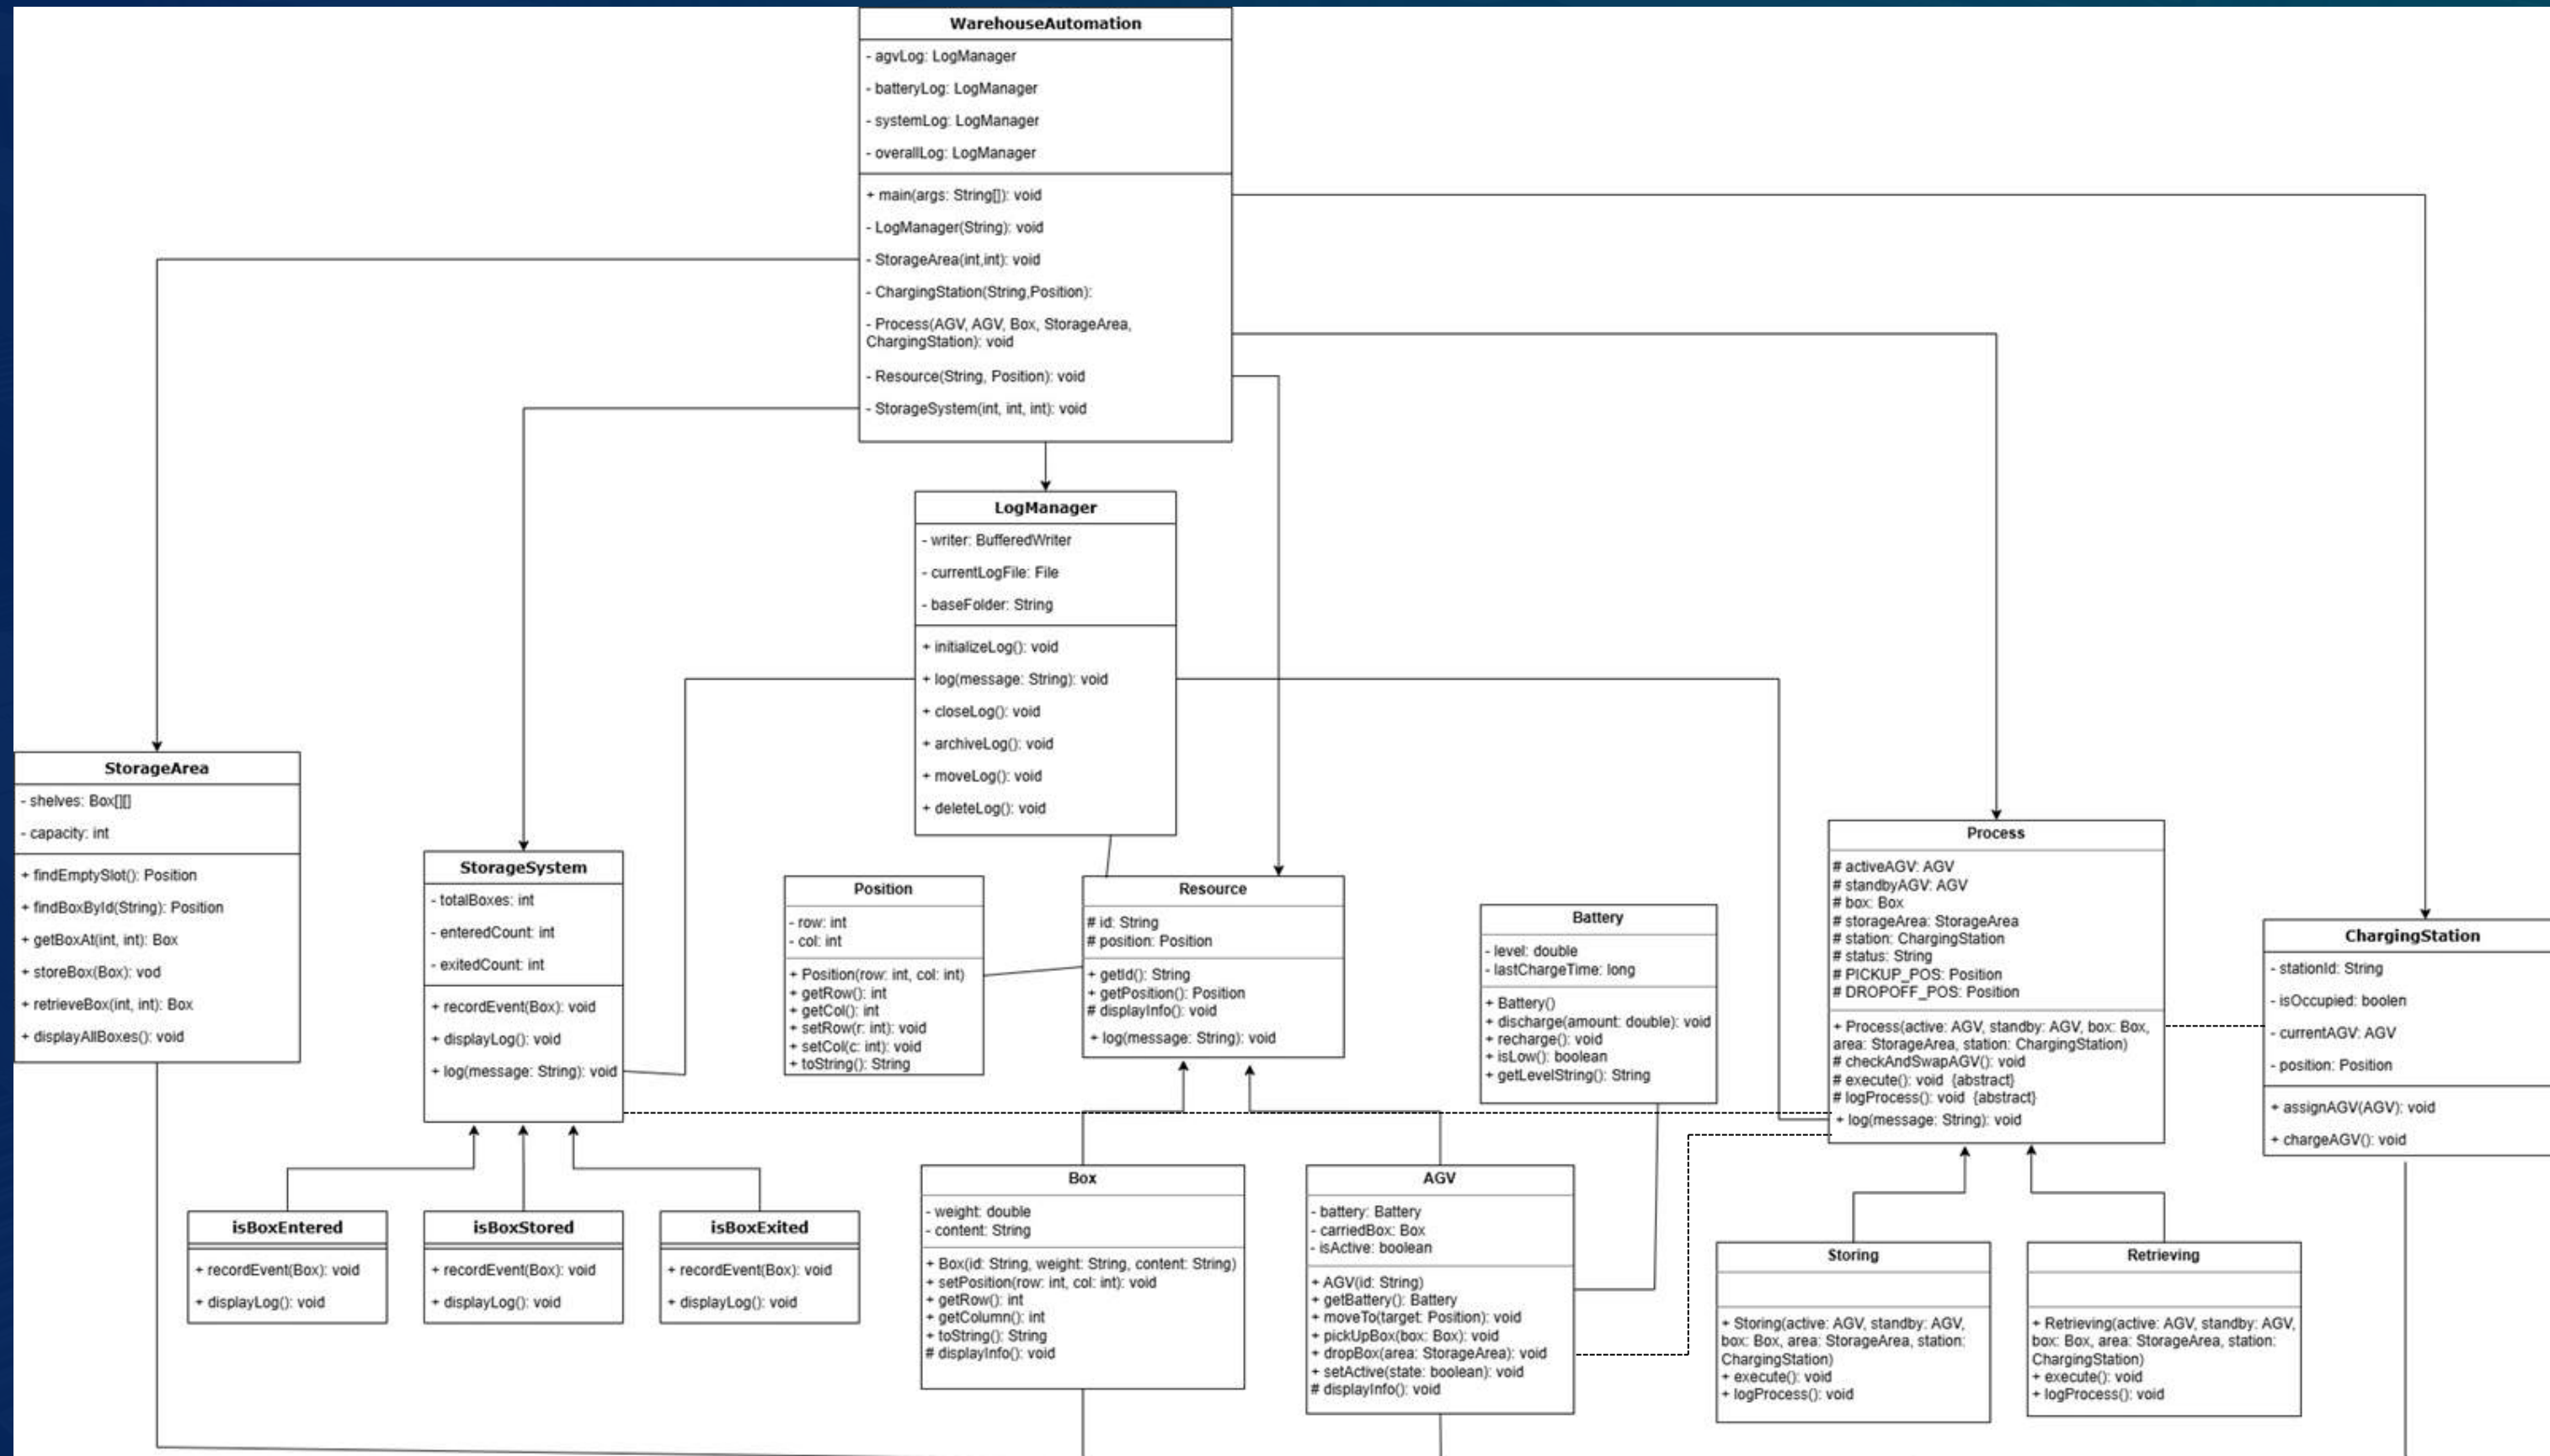 WarehouseAutomation
- agvLog: LogManager
- batteryLog: LogManager
- systemLog: LogManager
- overallLog: LogManager
+ main(args: String[]): void
- LogManager(String): void
- StorageArea(int,int): void
- ChargingStation(String,Position):
- Process(AGV, AGV, Box, StorageArea,
ChargingStation): void
- Resource(String, Position): void
- StorageSystem(int, int, int): void
LogManager
- writer: BufferedWriter
- currentLogFile: File
- baseFolder: String
+ initializeLog(): void
+ log(message: String): void
+ closeLog(): void
+ archiveLog(): void
+ moveLog(): void
+ deleteLog(): void
StorageArea
- shelves: Box[][]
- capacity: int
+ findEmptySlot(): Position
+ findBoxById(String): Position
+ getBoxAt(int, int): Box
+ storeBox(Box): vod
+ retrieveBox(int, int): Box
+ displayAllBoxes(): void
StorageSystem
- totalBoxes: int
- enteredCount: int
- exitedCount: int
+ recordEvent(Box): void
+ displayLog(): void
+ log(message: String): void
Position
- row: int
- col: int
+ Position(row: int, col: int)
+ getRow(): int
+ getCol(): int
+ setRow(r: int): void
+ setCol(c: int): void
+ toString(): String
Resource
# id: String
# position: Position
+ getId(): String
+ getPosition(): Position
# displayInfo(): void
+ log(message: String): void
Battery
- level: double
- lastChargeTime: long
+ Battery()
+ discharge(amount: double): void
+ recharge(): void
+ isLow(): boolean
+ getLevelString(): String
Process
# activeAGV: AGV
# standbyAGV: AGV
# box: Box
# storageArea: StorageArea
# station: ChargingStation
# status: String
# PICKUP_POS: Position
# DROPOFF_POS: Position
+ Process(active: AGV, standby: AGV, box: Box,
area: StorageArea, station: ChargingStation)
# checkAndSwapAGV(): void
# execute(): void {abstract}
# logProcess(): void {abstract}
+ log(message: String): void
ChargingStation
- stationId: String
- isOccupied: boolen
- currentAGV: AGV
- position: Position
+ assignAGV(AGV): void
+ chargeAGV(): void
isBoxEntered
+ recordEvent(Box): void
+ displayLog(): void
isBoxStored
+ recordEvent(Box): void
+ displayLog(): void
isBoxExited
+ recordEvent(Box): void
+ displayLog(): void
Box
- weight: double
- content: String
+ Box(id: String, weight: String, content: String)
+ setPosition(row: int, col: int): void
+ getRow(): int
+ getColumn(): int
+ toString(): String
# displayInfo(): void
AGV
- battery: Battery
- carriedBox: Box
- isActive: boolean
+ AGV(id: String)
+ getBattery(): Battery
+ moveTo(target: Position): void
+ pickUpBox(box: Box): void
+ dropBox(area: StorageArea): void
+ setActive(state: boolean): void
# displayInfo(): void
Storing
+ Storing(active: AGV, standby: AGV,
box: Box, area: StorageArea, station:
ChargingStation)
+ execute(): void
+ logProcess(): void
Retrieving
+ Retrieving(active: AGV, standby: AGV,
box: Box, area: StorageArea, station:
ChargingStation)
+ execute(): void
+ logProcess(): void